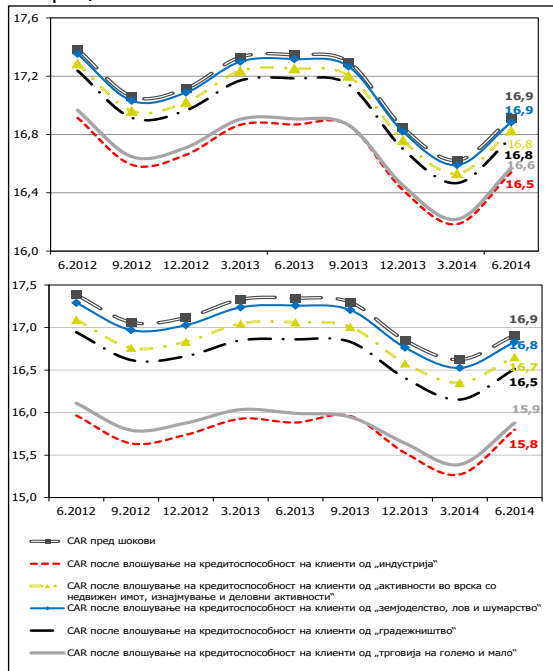 17,6
17,2
16,8
16,4
16,0
16,9
16,9
16,8
16,8
16,6
16,5
6.2012 9.2012 12.2012 3.2013 6.2013 9.2013 12.2013 3.2014 6.2014
17,5
17,0
16,5
16,0
15,5
15,0
16,9
16,8
16,7
16,5
15,9
15,8
6.2012 9.2012 12.2012 3.2013 6.2013 9.2013 12.2013 3.2014 6.2014
CAR пред шокови
CAR после влошување на кредитоспособност на клиенти од „индустрија“
CAR после влошување на кредитоспособност на клиенти од „активности во врска со
недвижен имот, изнајмување и деловни активности“
CAR после влошување на кредитоспособност на клиенти од „земјоделство, лов и шумарство“
CAR после влошување на кредитоспособност на клиенти од „градежништво“
CAR после влошување на кредитоспособност на клиенти од „трговија на големо и мало“